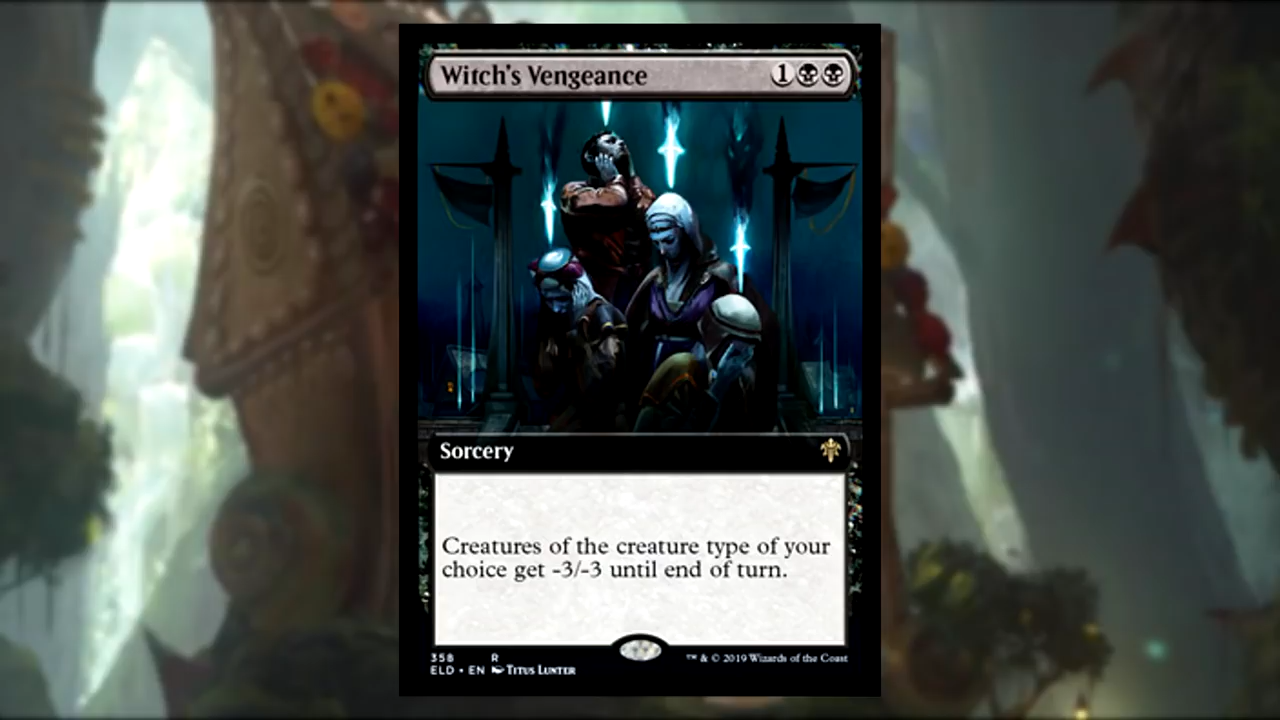 Witch's Vengeance 1
Sorcery
Creatures of the creature type of your
choice get -3/-3 until end of turn.
358 R
ELD • EN Titus Lunter
™ & © 2019 Wizards of the Coast